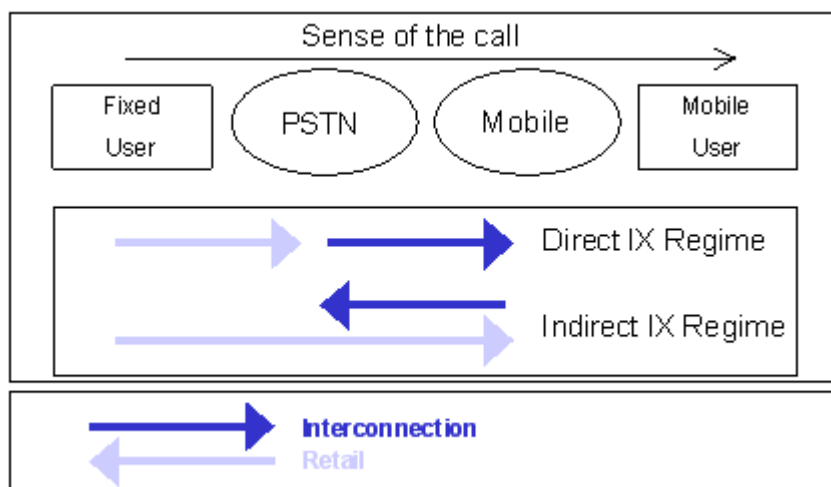 Sense of the call
Fixed
User
PSTN
Mobile
Mobile
User
Direct IX Regime
Indirect IX Regime
Interconnection
Retail